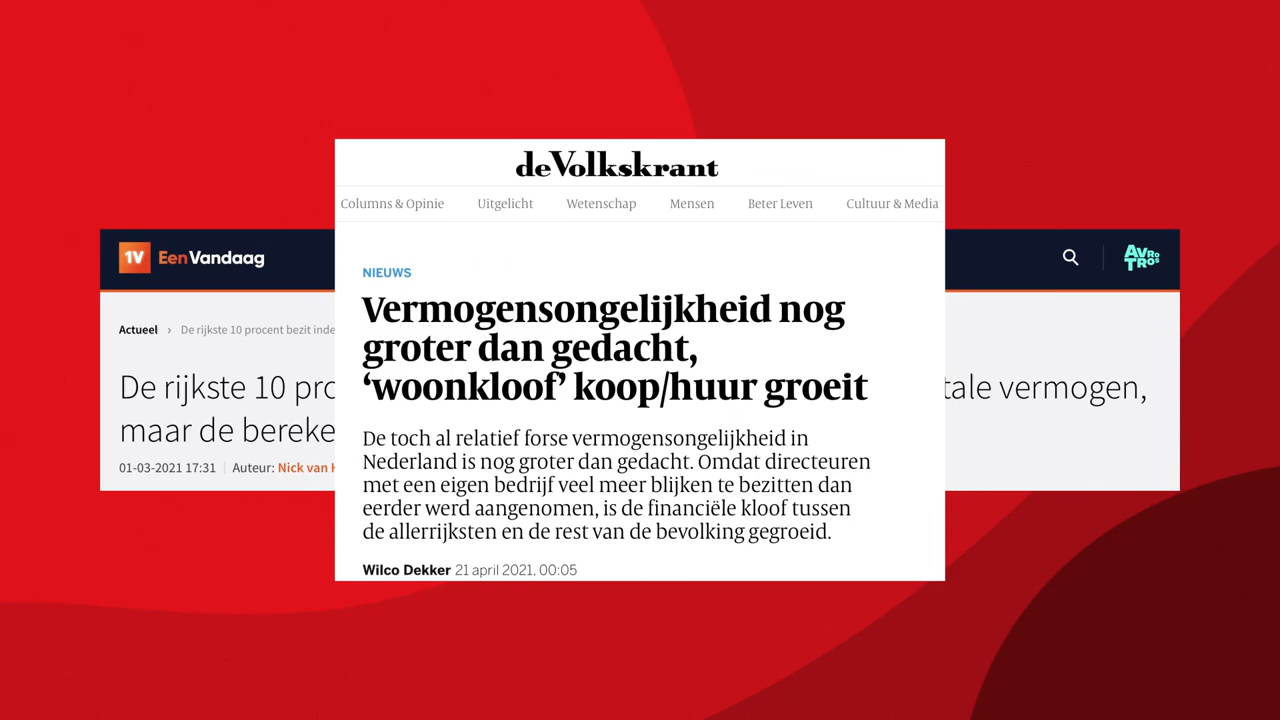 deVolkskrant
Columns & Opinie Uitgelicht Wetenschap Mensen Beter Leven Cultuur & Media
NIEUWS
Vermogensongelijkheid nog
groter dan gedacht,
‘woonkloof’ koop/huur groeit
De toch al relatief forse vermogensongelijkheid in
Nederland is nog groter dan gedacht. Omdat directeuren
met een eigen bedrijf veel meer blijken te bezitten dan
eerder werd aangenomen, is de financiële kloof tussen
de allerrijksten en de rest van de bevolking gegroeid.
Wilco Dekker 21 april 2021, 00:05
1V EenVandaag
AVROTROS
Actueel › De rijkste 10 procent bezit
De rijkste 10 vermogen,
maar de
01-03-2021 17:31 Auteur: Nick van